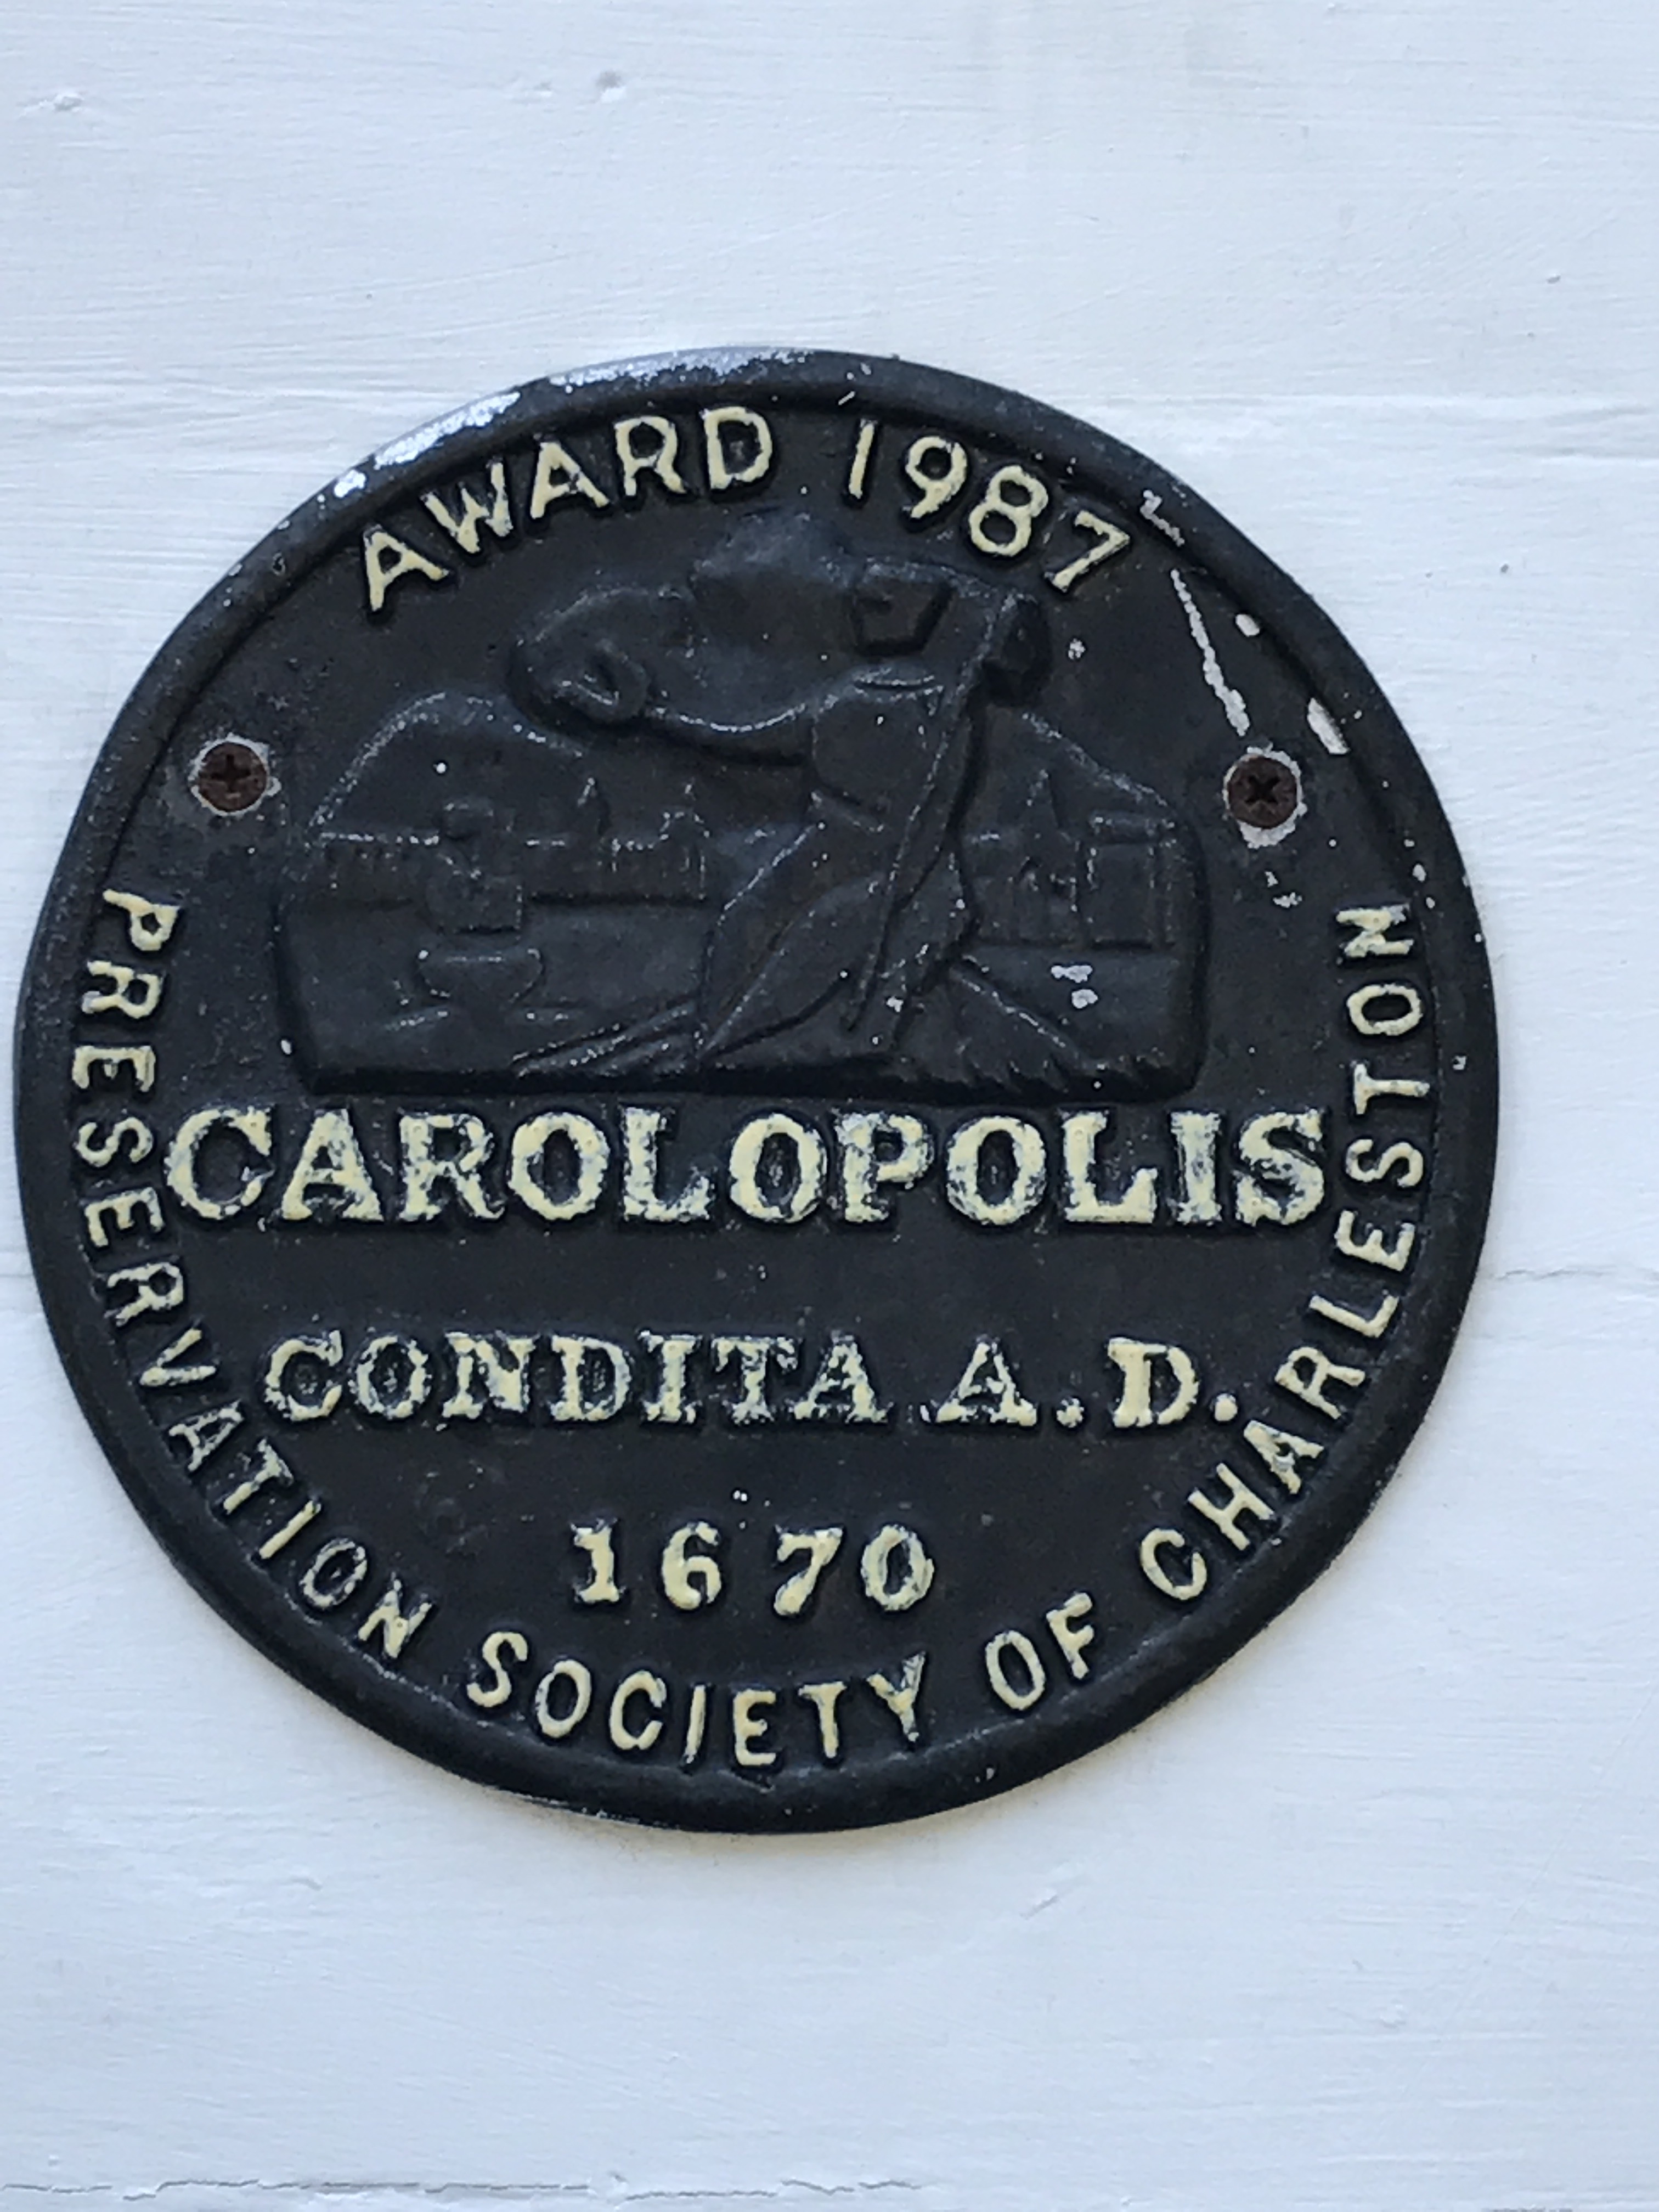 AWARD 1987
CAROLOPOLIS
CONDITA A.D.
1670
PRESERVATION SOCIETY OF CHARLESTON